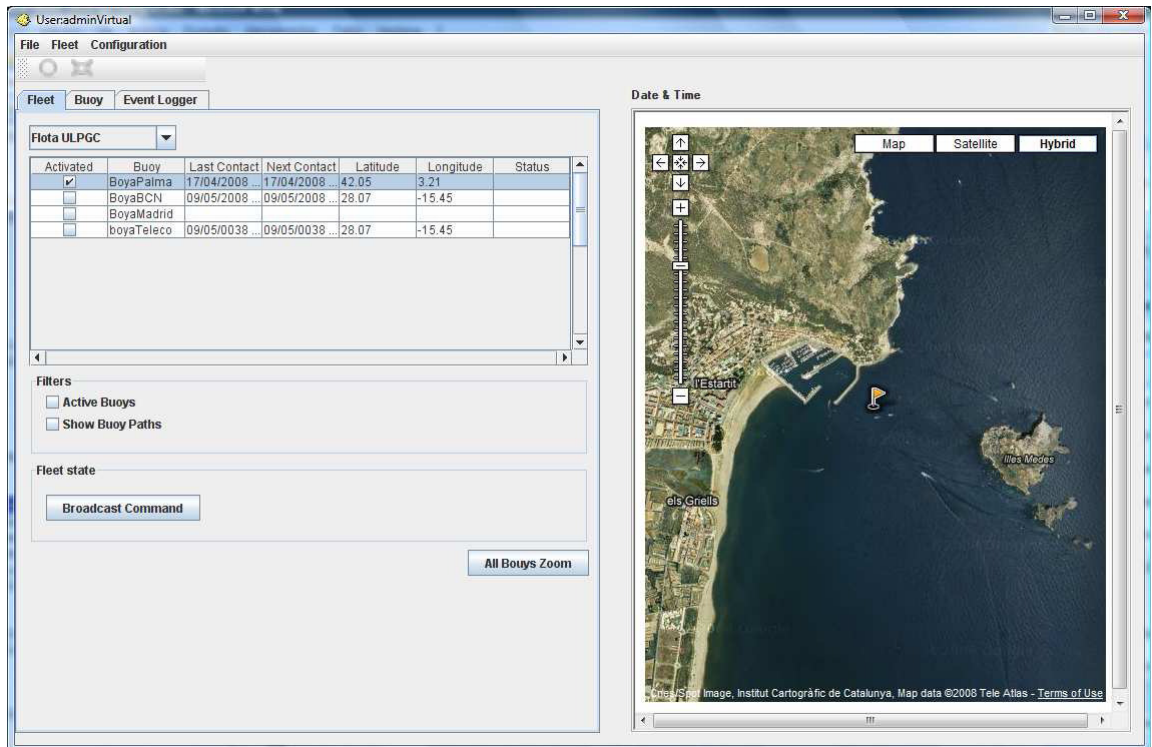 User:adminVirtual
File Fleet Configuration
Fleet Buoy Event Logger
Flota ULPGC
Activated Buoy Last Contact Next Contact Latitude Longitude Status
BoyaPalma 17/04/2008 ... 17/04/2008 ... 42.05 3.21
BoyaBCN 09/05/2008 ... 09/05/2008 ... 28.07 -15.45
BoyaMadrid
boyaTeleco 09/05/0038 ... 09/05/0038 ... 28.07 -15.45
Filters
Active Buoys
Show Buoy Paths
Fleet state
Broadcast Command
All Bouys Zoom
Date & Time
Map Satellite Hybrid
l'Estartit
Illes Medes
els Griells
Cnes/Spot Image, Institut Cartogràfic de Catalunya, Map data ©2008 Tele Atlas - Terms of Use